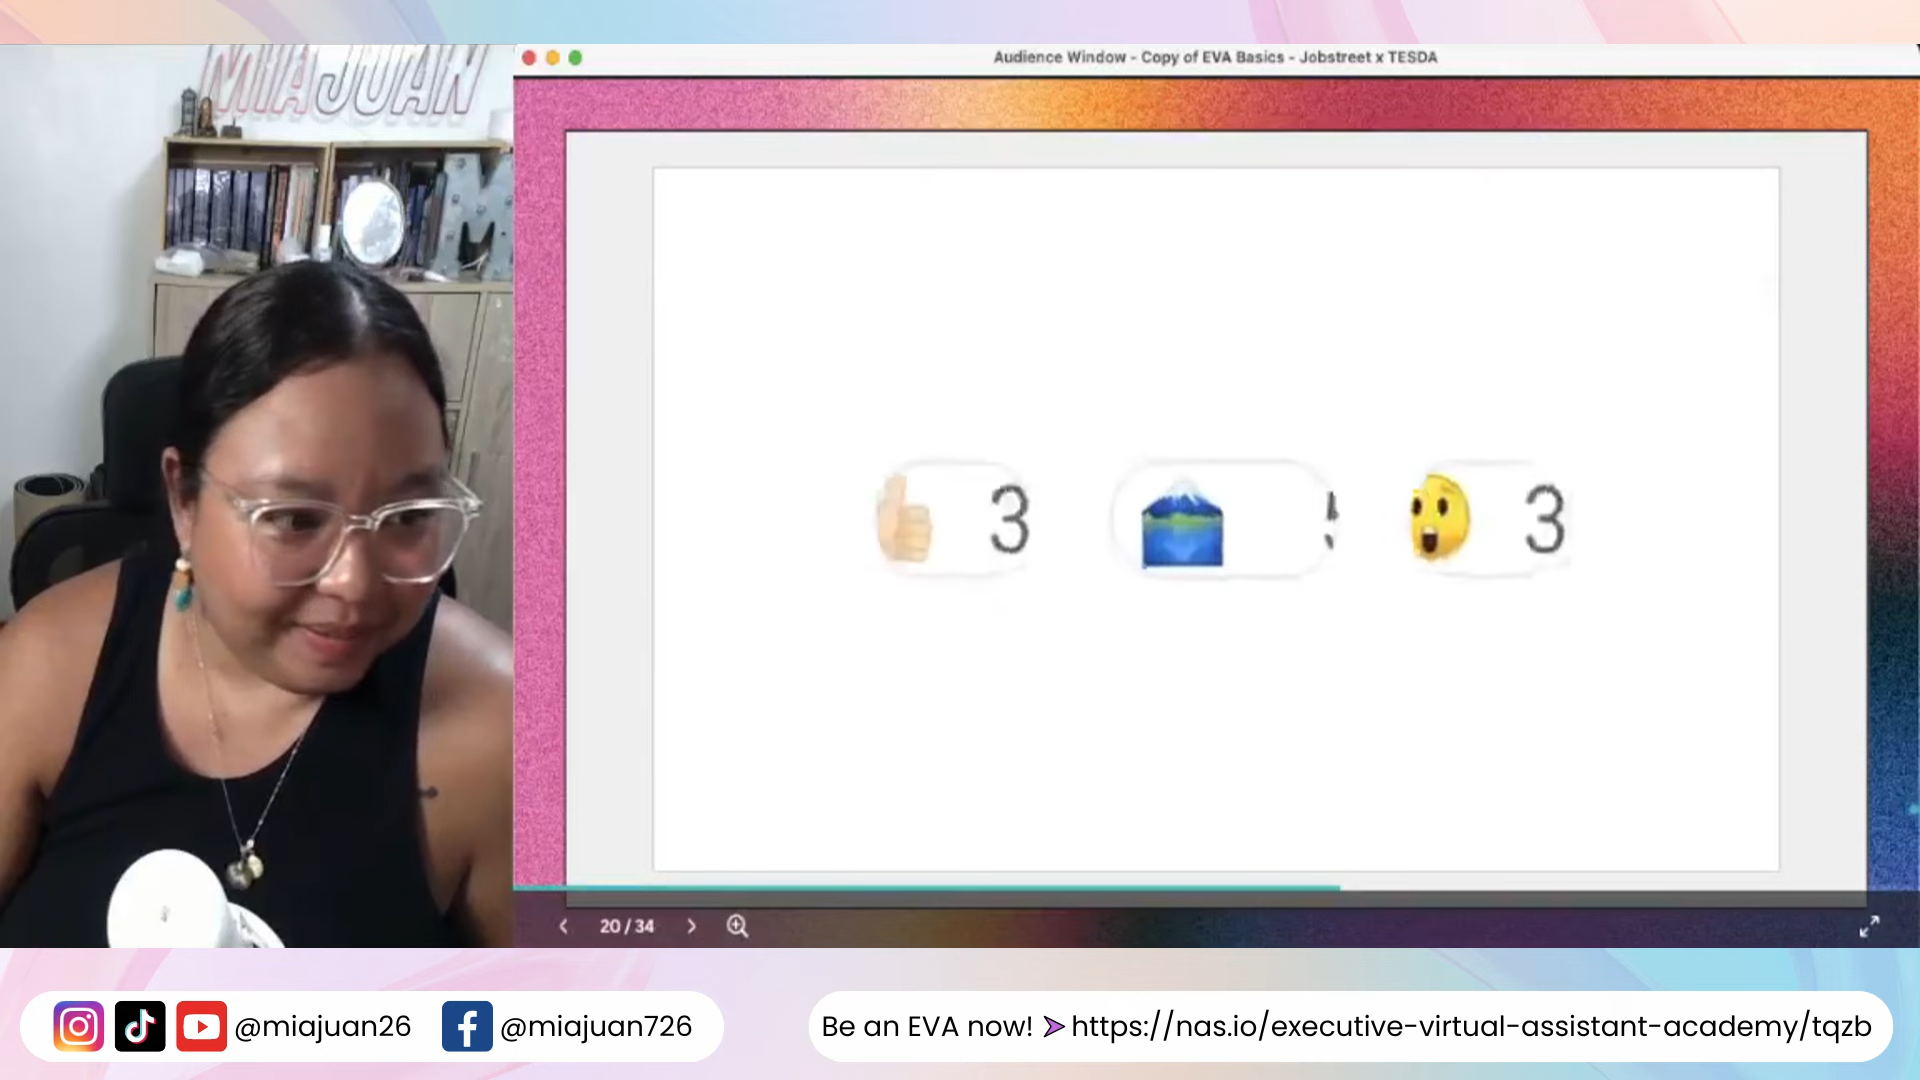 MIAJUAN
Audience Window - Copy of EVA Basics - Jobstreet x TESDA
3
3
20 / 34
@miajuan26
@miajuan726
Be an EVA now! ➤ https://nas.io/executive-virtual-assistant-academy/tqzb